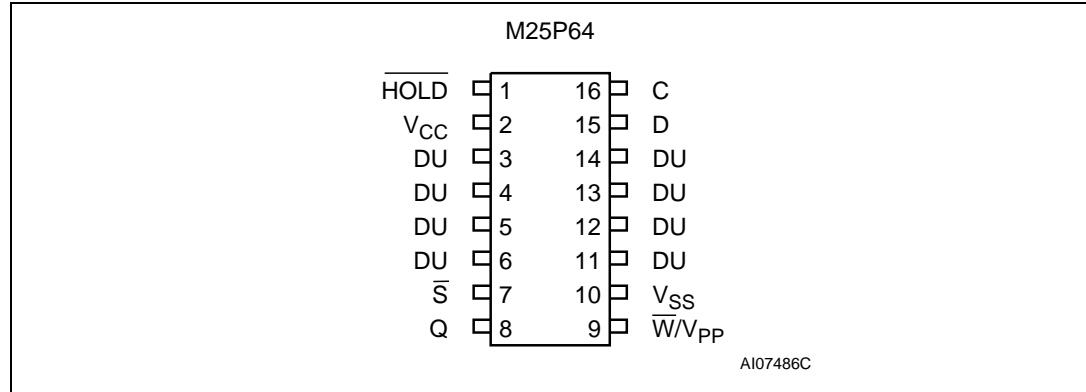 M25P64
HOLD 1 16 C
VCC 2 15 D
DU 3 14 DU
DU 4 13 DU
DU 5 12 DU
DU 6 11 DU
S 7 10 VSS
Q 8 9 W/VPP
AI07486C